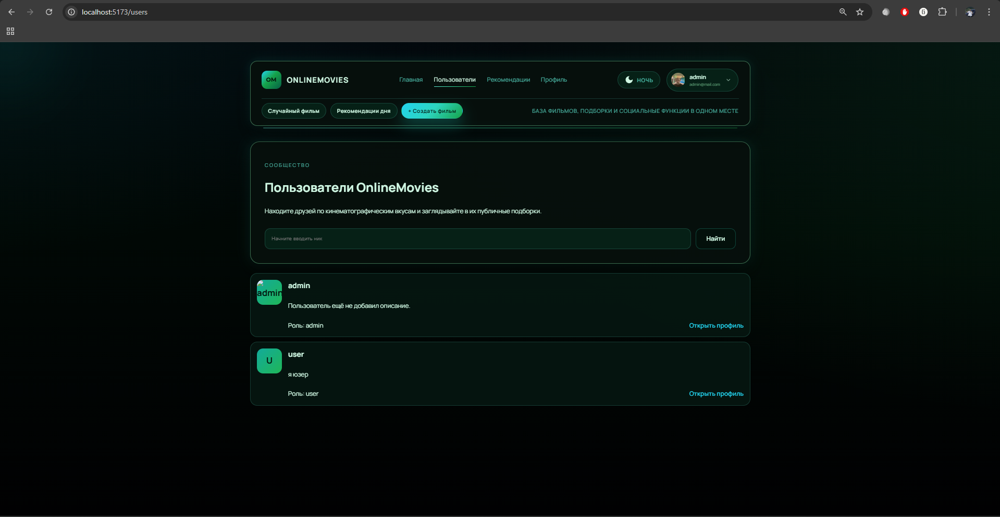 localhost:5173/users
OM
ONLINEMOVIES
Главная
Пользователи
Рекомендации
Профиль
НОЧЬ
admin
admin@mail.com
Случайный фильм
Рекомендации дня
+ Создать фильм
БАЗА ФИЛЬМОВ, ПОДБОРКИ И СОЦИАЛЬНЫЕ ФУНКЦИИ В ОДНОМ МЕСТЕ
СООБЩЕСТВО
Пользователи OnlineMovies
Находите друзей по кинематографическим вкусам и заглядывайте в их публичные подборки.
Начните вводить ник
Найти
admin
admin
Пользователь ещё не добавил описание.
Роль: admin
Открыть профиль
U
user
я юзер
Роль: user
Открыть профиль